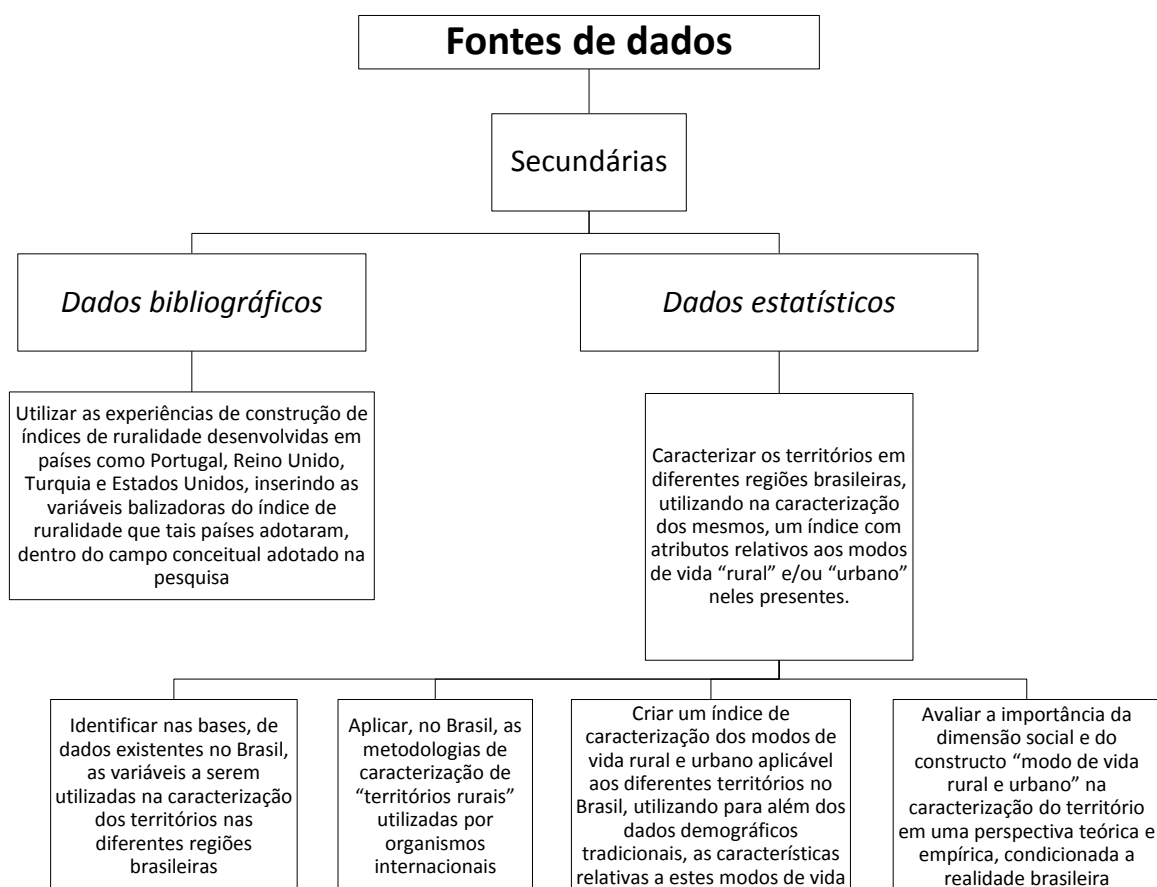 Fontes de dados
Secundárias
Dados bibliográficos
Dados estatísticos
Utilizar as experiências de construção de
índices de ruralidade desenvolvidas em
países como Portugal, Reino Unido,
Turquia e Estados Unidos, inserindo as
variáveis balizadoras do índice de
ruralidade que tais países adotaram,
dentro do campo conceitual adotado na
pesquisa
Caracterizar os territórios em
diferentes regiões brasileiras,
utilizando na caracterização
dos mesmos, um índice com
atributos relativos aos modos
de vida “rural” e/ou “urbano”
neles presentes.
Identificar nas bases, de
dados existentes no Brasil,
as variáveis a serem
utilizadas na caracterização
dos territórios nas
diferentes regiões
brasileiras
Aplicar, no Brasil, as
metodologias de
caracterização de
“territórios rurais”
utilizadas por
organismos
internacionais
Criar um índice de
caracterização dos modos de
vida rural e urbano aplicável
aos diferentes territórios no
Brasil, utilizando para além dos
dados demográficos
tradicionais, as características
relativas a estes modos de vida
Avaliar a importância da
dimensão social e do
constructo “modo de vida
rural e urbano” na
caracterização do território
em uma perspectiva teórica e
empírica, condicionada a
realidade brasileira